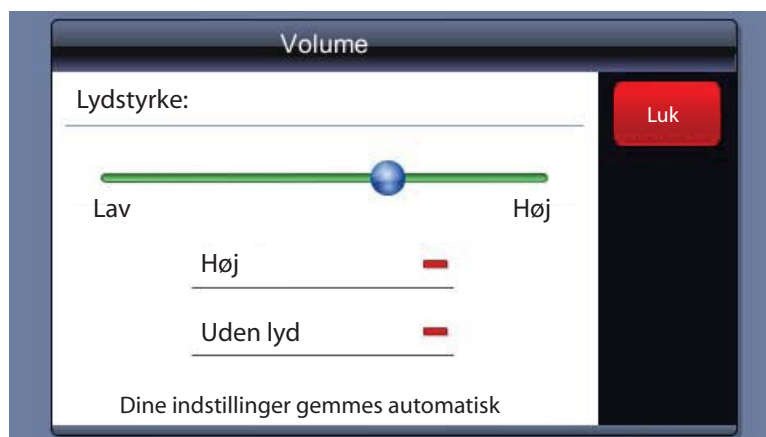 Volume
Lydstyrke:
Luk
Lav Høj
Høj
Uden lyd
Dine indstillinger gemmes automatisk